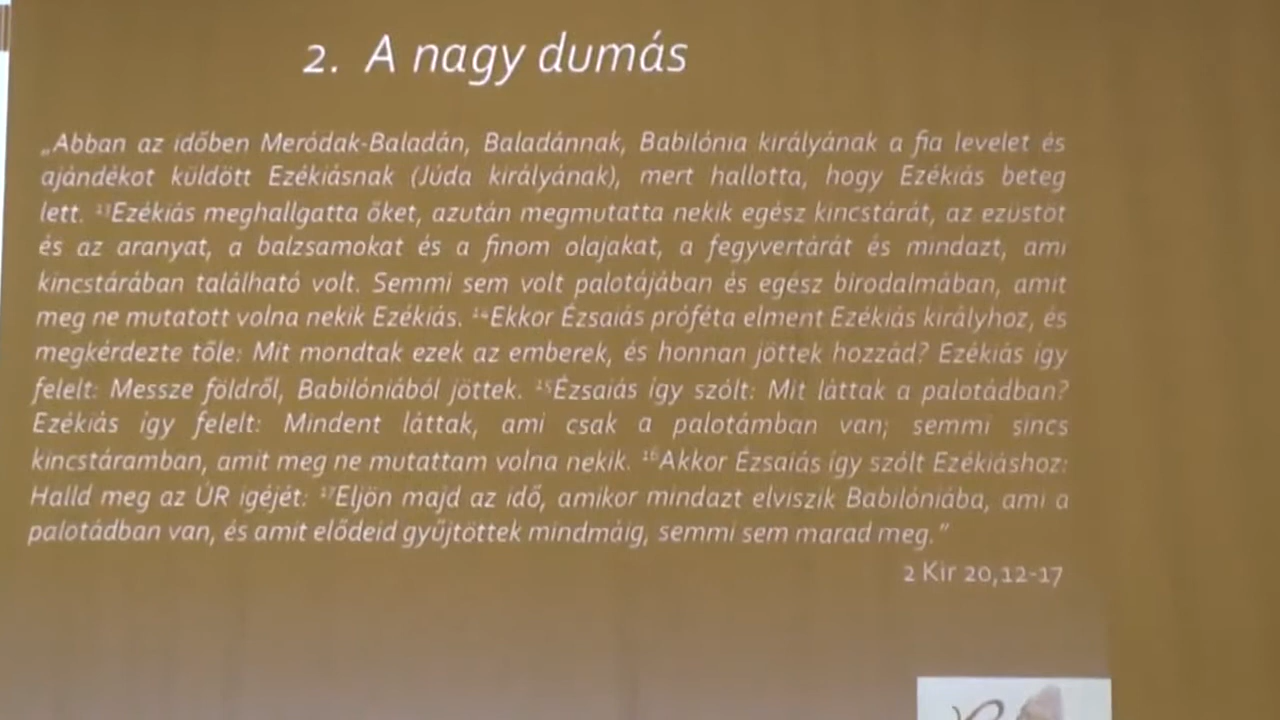 2. A nagy dumás
„Abban az időben Meródak-Baladán, Baladánnak, Babilónia királyának a fia levelet és
ajándékot küldött Ezékiásnak (Júda királyának), mert hallotta, hogy Ezékiás beteg
lett. ¹³Ezékiás meghallgatta őket, azután megmutatta nekik egész kincstárát, az ezüstöt
és az aranyat, a balzsamokat és a finom olajakat, a fegyvertárát és mindazt, ami
kincstárában található volt. Semmi sem volt palotájában és egész birodalmában, amit
meg ne mutatott volna nekik Ezékiás. ¹⁴Ekkor Ézsaiás próféta elment Ezékiás királyhoz, és
megkérdezte tőle: Mit mondtak ezek az emberek, és honnan jöttek hozzád? Ezékiás így
felelt: Messze földről, Babilóniából jöttek. ¹⁵Ézsaiás így szólt: Mit láttak a palotádban?
Ezékiás így felelt: Mindent láttak, ami csak a palotámban van; semmi sincs
kincstáramban, amit meg ne mutattam volna nekik. ¹⁶Akkor Ézsaiás így szólt Ezékiáshoz:
Halld meg az ÚR igéjét: ¹⁷Eljön majd az idő, amikor mindazt elviszik Babilóniába, ami a
palotádban van, és amit elődeid gyűjtöttek mindmáig, semmi sem marad meg.”
2 Kir 20,12-17